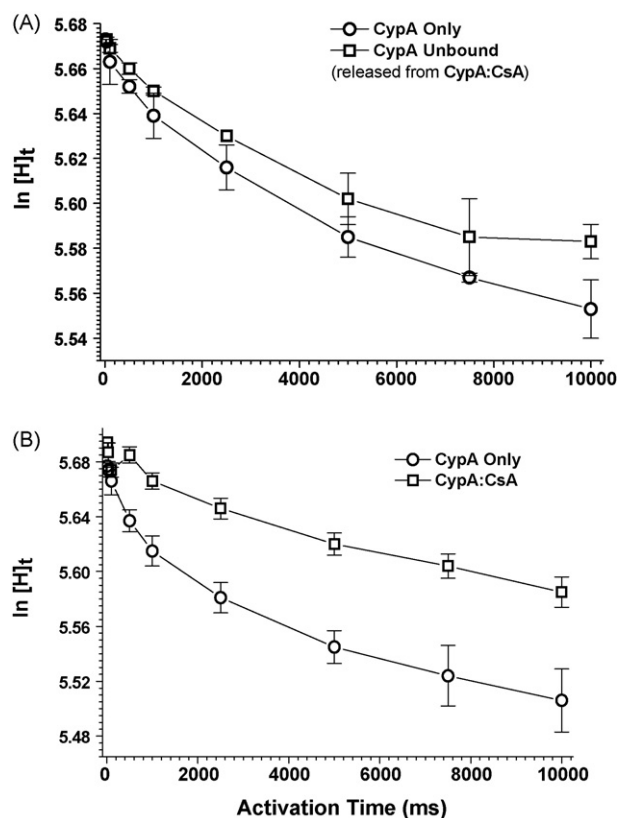 (A)
CypA Only
CypA Unbound
(released from CypA:CsA)
ln [H]t
5.68
5.66
5.64
5.62
5.60
5.58
5.56
5.54
0 2000 4000 6000 8000 10000
(B)
CypA Only
CypA:CsA
ln [H]t
5.68
5.64
5.60
5.56
5.52
5.48
0 2000 4000 6000 8000 10000
Activation Time (ms)